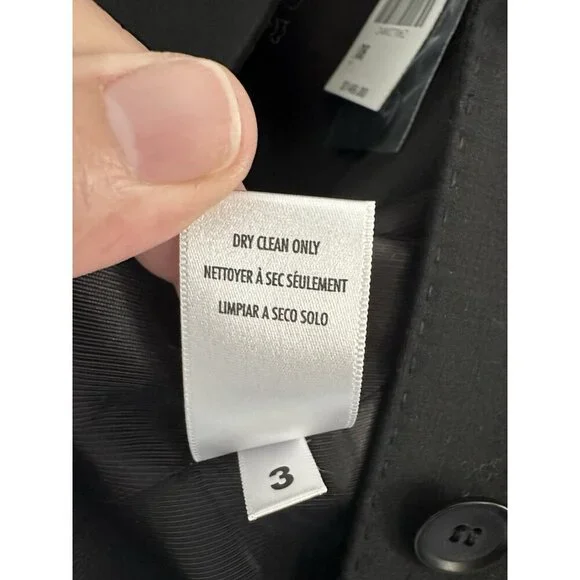 DRY CLEAN ONLY
NETTOYER À SEC SÉULEMENT
LIMPIAR A SECO SOLO
3